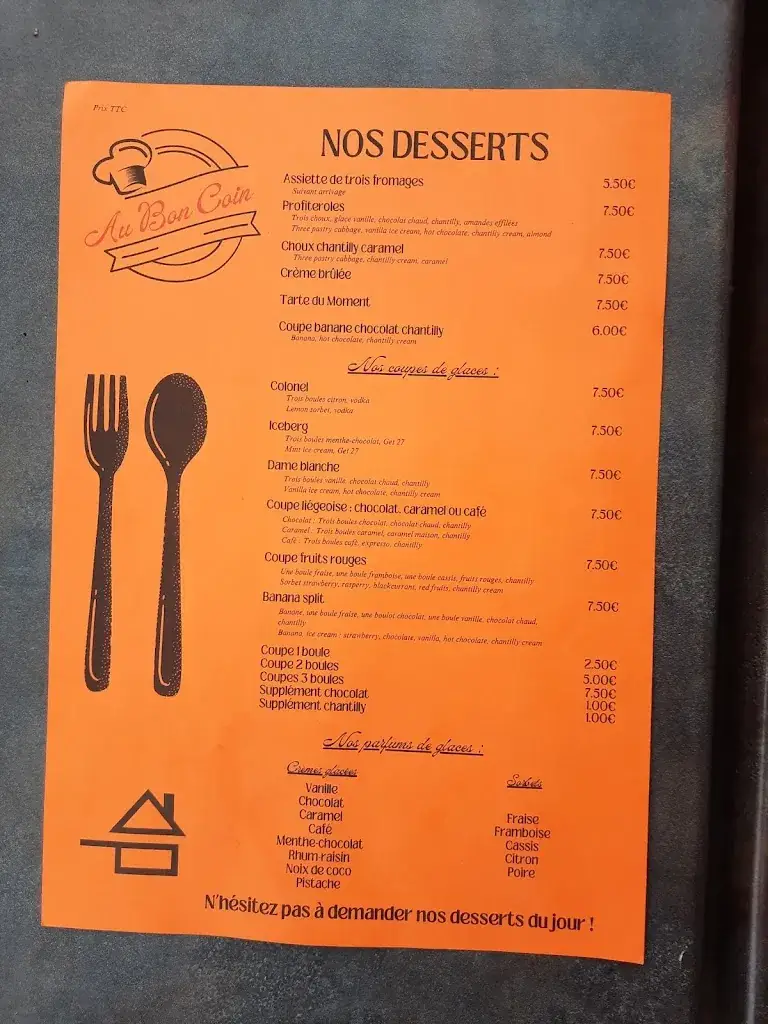 Prix TTC
Au Bon Coin
NOS DESSERTS
Assiette de trois fromages 5.50€
Suivant arrivage
Profiteroles 7.50€
Trois choux, glace vanille, chocolat chaud, chantilly, amandes effilées
Three pastry cabbage, vanilla ice cream, hot chocolate, chantilly cream, almond
Choux chantilly caramel 7.50€
Three pastry cabbage, chantilly cream, caramel
Crème brûlée 7.50€
Tarte du Moment 7.50€
Coupe banane chocolat chantilly 6.00€
Banana, hot chocolate, chantilly cream
Nos coupes de glaces :
Colonel 7.50€
Trois boules citron, vodka
Lemon sorbet, vodka
Iceberg 7.50€
Trois boules menthe-chocolat, Get 27
Mint ice cream, Get 27
Dame blanche 7.50€
Trois boules vanille, chocolat chaud, chantilly
Vanilla ice cream, hot chocolate, chantilly cream
Coupe liégeoise : chocolat, caramel ou café 7.50€
Chocolat : Trois boules chocolat, chocolat chaud, chantilly
Caramel : Trois boules caramel, caramel maison, chantilly
Café : Trois boules café, expresso, chantilly
Coupe fruits rouges 7.50€
Une boule fraise, une boule framboise, une boule cassis, fruits rouges, chantilly
Sorbet strawberry, rasperry, blackcurrant, red fruits, chantilly cream
Banana split 7.50€
Banane, une boule fraise, une boulot chocolat, une boule vanille, chocolat chaud,
chantilly
Banana ice cream : strawberry, chocolate, vanilla, hot chocolate, chantilly cream
Coupe 1 boule 2.50€
Coupe 2 boules 5.00€
Coupes 3 boules 7.50€
Supplément chocolat 1.00€
Supplément chantilly 1.00€
Nos parfums de glaces :
Crèmes glacées
Vanille
Chocolat
Caramel
Café
Menthe-chocolat
Rhum-raisin
Noix de coco
Pistache
Sorbets
Fraise
Framboise
Cassis
Citron
Poire
N'hésitez pas à demander nos desserts du jour !